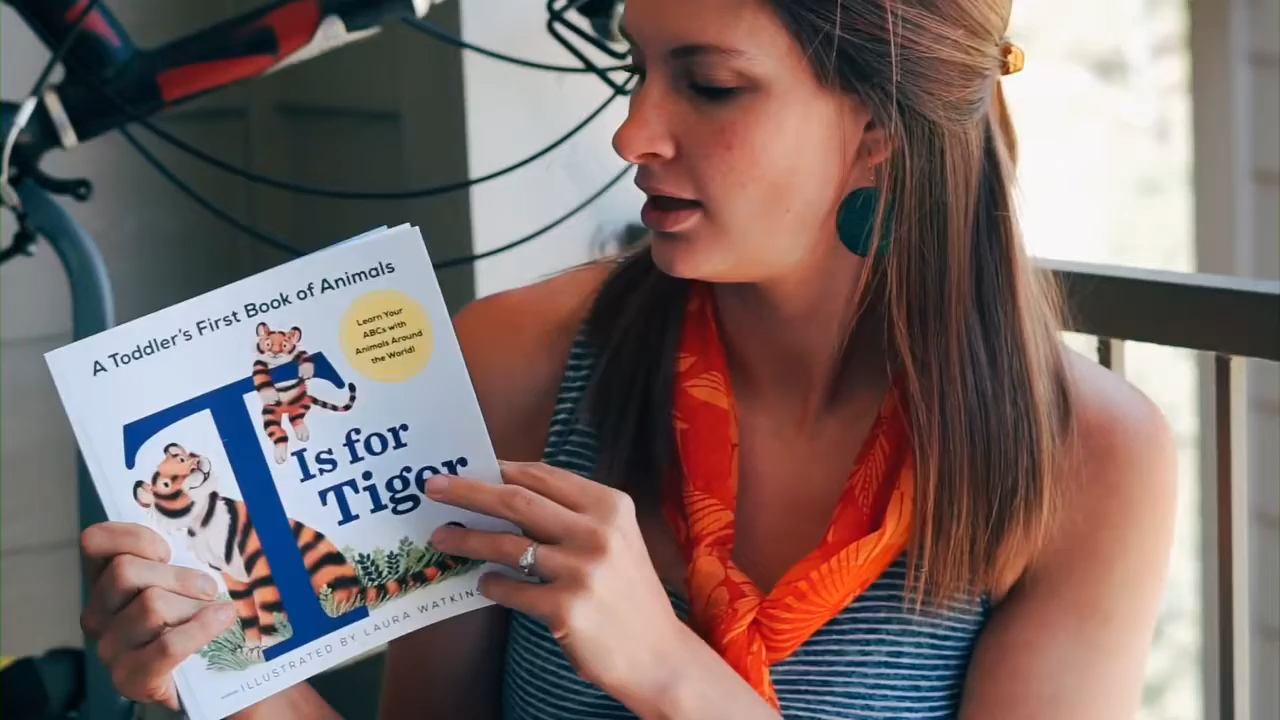 A Toddler's First Book of Animals
Learn Your
ABCs with
Animals Around
the World!
T
Is for
Tiger
ILLUSTRATED BY LAURA WATKINS